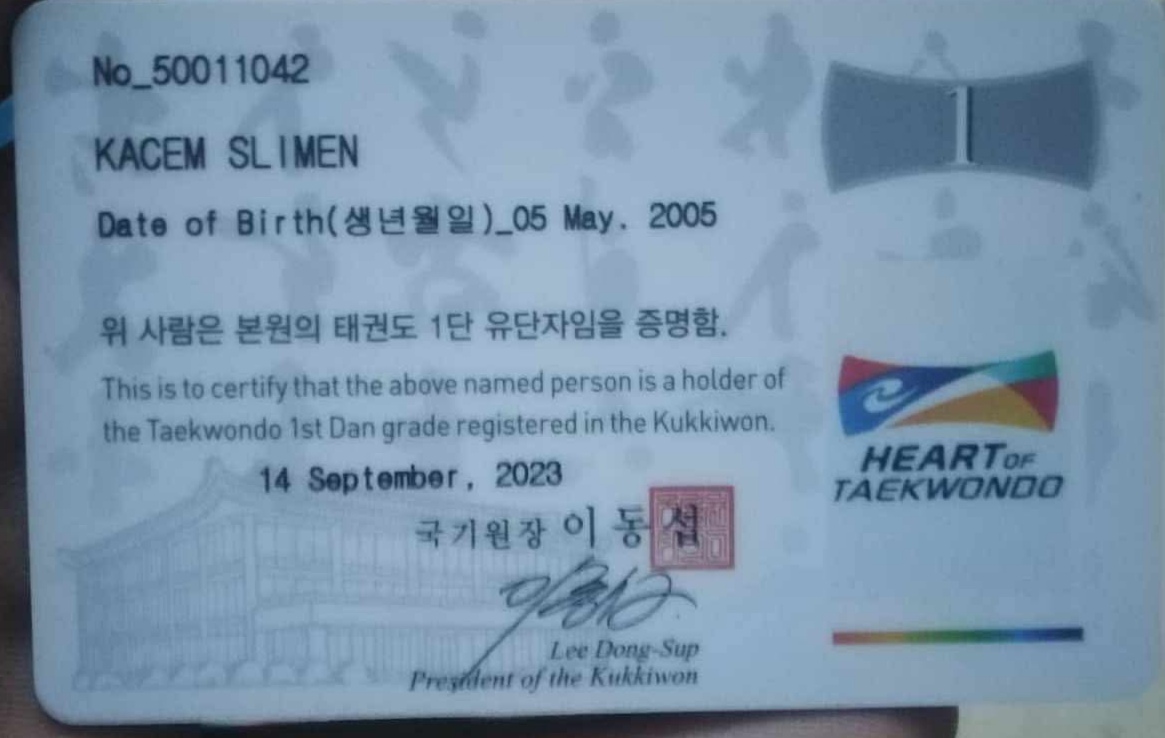 No_50011042
1
KACEM SLIMEN
Date of Birth(생년월일)_05 May. 2005
위 사람은 본원의 태권도 1단 유단자임을 증명함.
This is to certify that the above named person is a holder of
the Taekwondo 1st Dan grade registered in the Kukkiwon.
14 September, 2023
국기원장 이동섭
Lee Dong-Sup
President of the Kukkiwon
HEART OF
TAEKWONDO